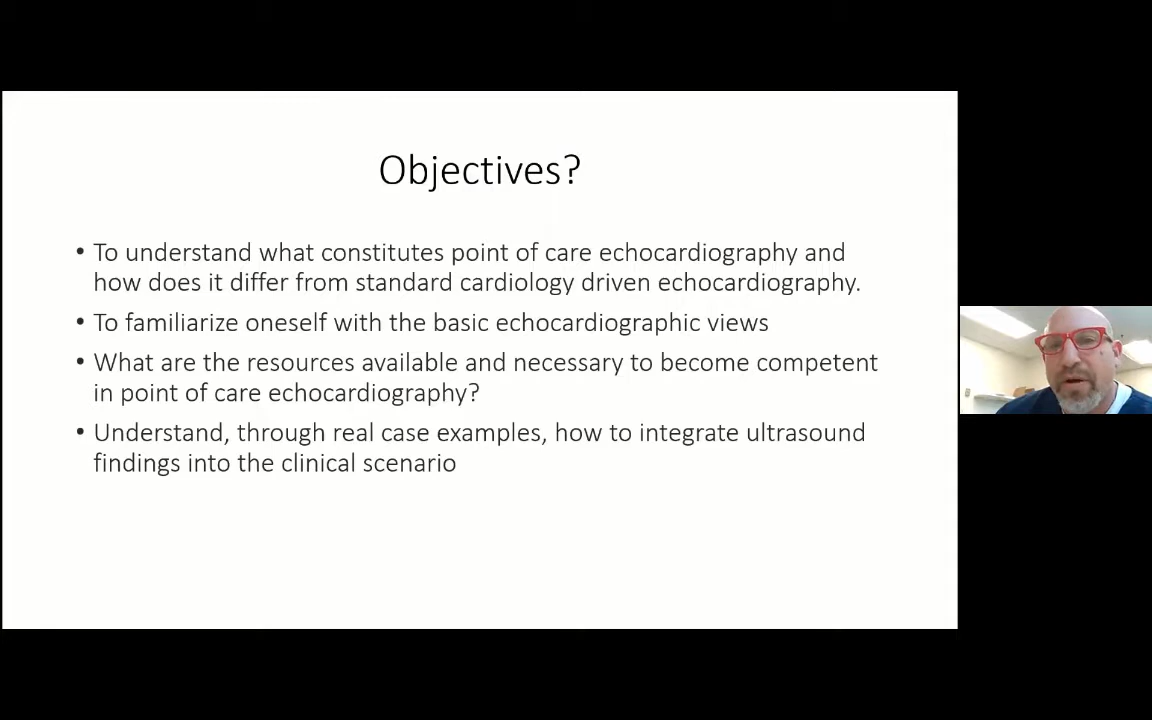 Objectives?
• To understand what constitutes point of care echocardiography and
how does it differ from standard cardiology driven echocardiography.
• To familiarize oneself with the basic echocardiographic views
• What are the resources available and necessary to become competent
in point of care echocardiography?
• Understand, through real case examples, how to integrate ultrasound
findings into the clinical scenario